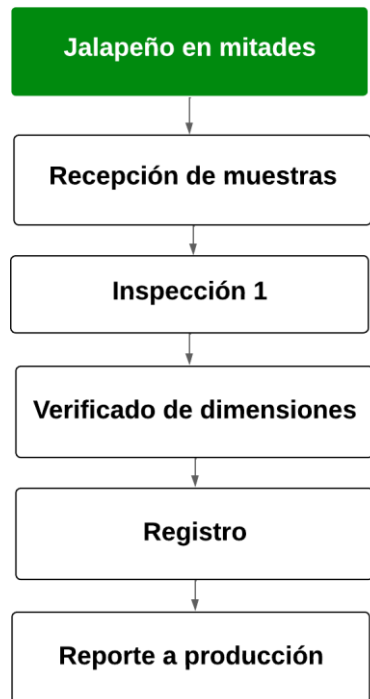 Jalapeño en mitades
Recepción de muestras
Inspección 1
Verificado de dimensiones
Registro
Reporte a producción